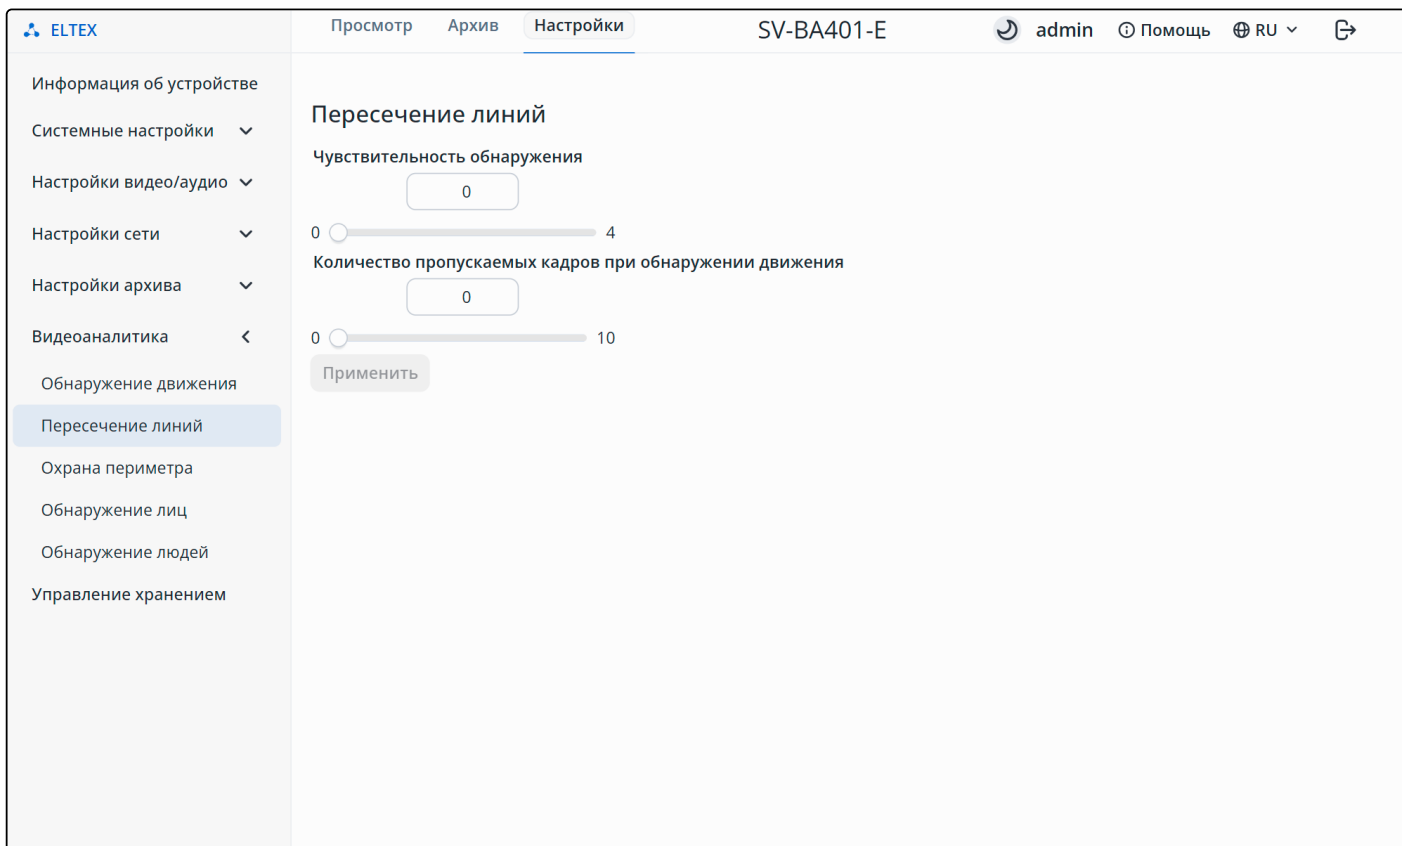 ELTEX
Просмотр Архив Настройки SV-BA401-E admin Помощь RU
Информация об устройстве
Системные настройки
Настройки видео/аудио
Настройки сети
Настройки архива
Видеоаналитика
Обнаружение движения
Пересечение линий
Охрана периметра
Обнаружение лиц
Обнаружение людей
Управление хранением
Пересечение линий
Чувствительность обнаружения
0
0 4
Количество пропускаемых кадров при обнаружении движения
0
0 10
Применить